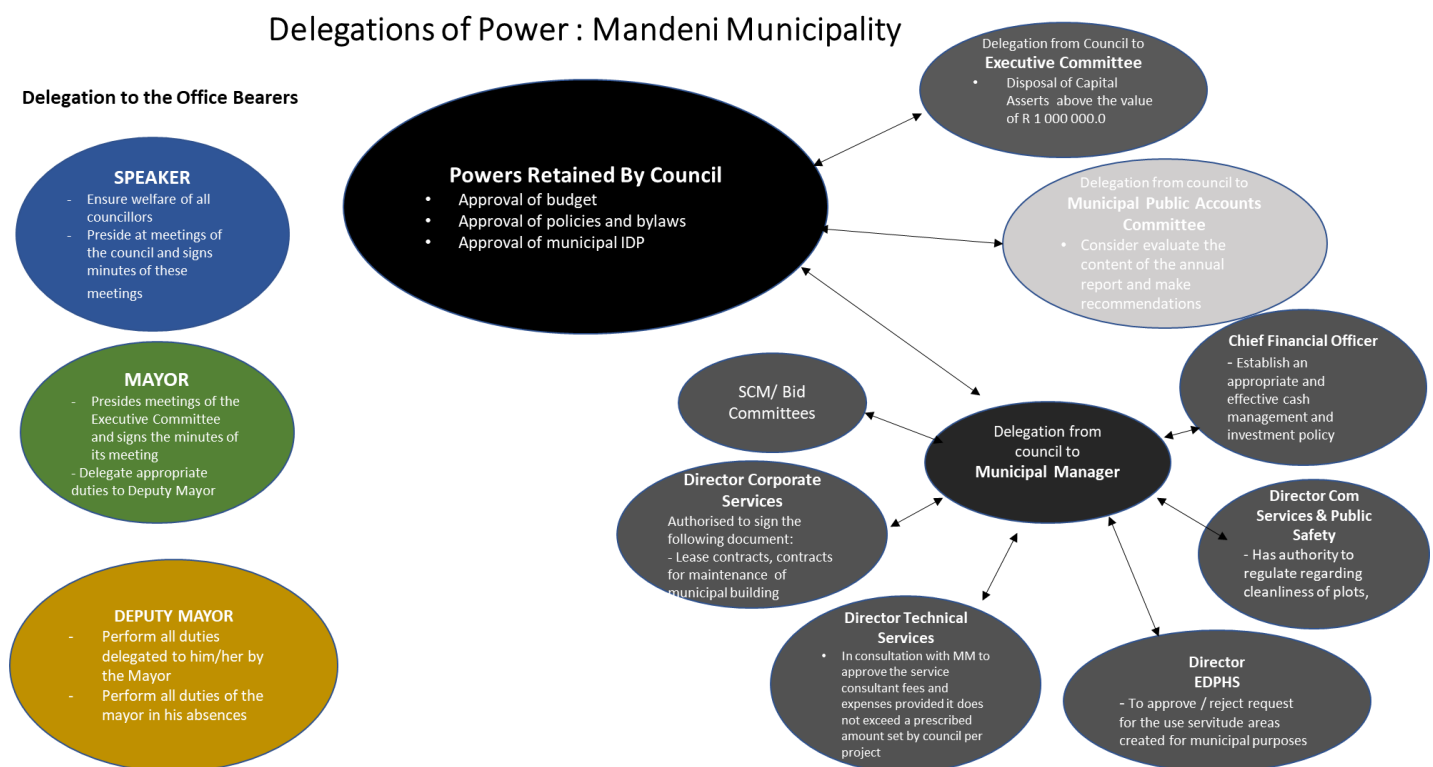 Delegations of Power : Mandeni Municipality
Delegation to the Office Bearers
SPEAKER
- Ensure welfare of all
councillors
- Preside at meetings of
the council and signs
minutes of these
meetings
MAYOR
- Presides meetings of the
Executive Committee
and signs the minutes of
its meeting
- Delegate appropriate
duties to Deputy Mayor
DEPUTY MAYOR
- Perform all duties
delegated to him/her by
the Mayor
- Perform all duties of the
mayor in his absences
Powers Retained By Council
• Approval of budget
• Approval of policies and bylaws
• Approval of municipal IDP
Delegation from Council to
Executive Committee
• Disposal of Capital
Asserts above the value
of R 1 000 000.0
Delegation from council to
Municipal Public Accounts
Committee
• Consider evaluate the
content of the annual
report and make
recommendations
Chief Financial Officer
- Establish an
appropriate and
effective cash
management and
investment policy
SCM/ Bid
Committees
Delegation from
council to
Municipal Manager
Director Corporate
Services
Authorised to sign the
following document:
- Lease contracts, contracts
for maintenance of
municipal building
Director Com
Services & Public
Safety
- Has authority to
regulate regarding
cleanliness of plots,
Director Technical
Services
• In consultation with MM to
approve the service
consultant fees and
expenses provided it does
not exceed a prescribed
amount set by council per
project
Director
EDPHS
- To approve / reject request
for the use servitude areas
created for municipal purposes